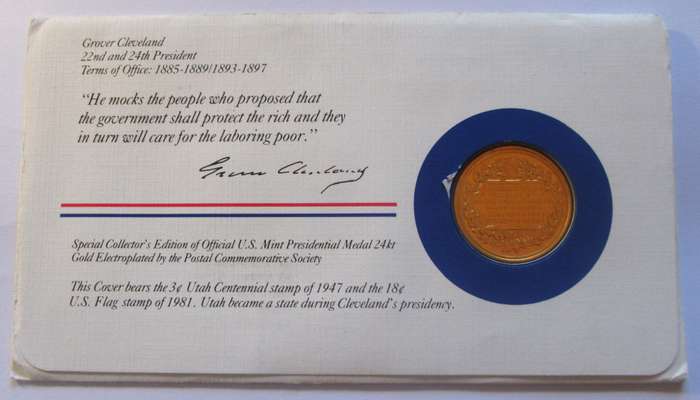 Grover Cleveland
22nd and 24th President
Terms of Office: 1885-1889/1893-1897
“He mocks the people who proposed that
the government shall protect the rich and they
in turn will care for the laboring poor.”
Grover Cleveland
Special Collector's Edition of Official U.S. Mint Presidential Medal 24kt
Gold Electroplated by the Postal Commemorative Society
This Cover bears the 3¢ Utah Centennial stamp of 1947 and the 18¢
U.S. Flag stamp of 1981. Utah became a state during Cleveland's presidency.